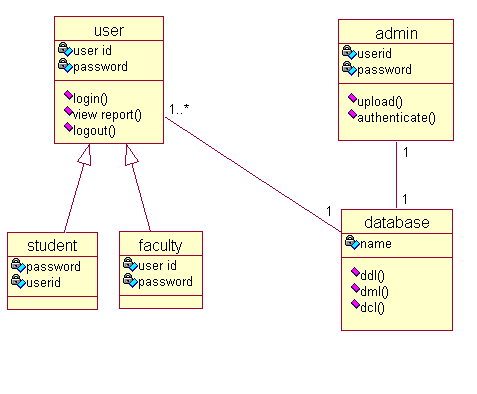 user
user id
password
login()
view report()
logout()
admin
userid
password
upload()
authenticate()
1..*
1
1
1
student
password
userid
faculty
user id
password
database
name
ddl()
dml()
dcl()